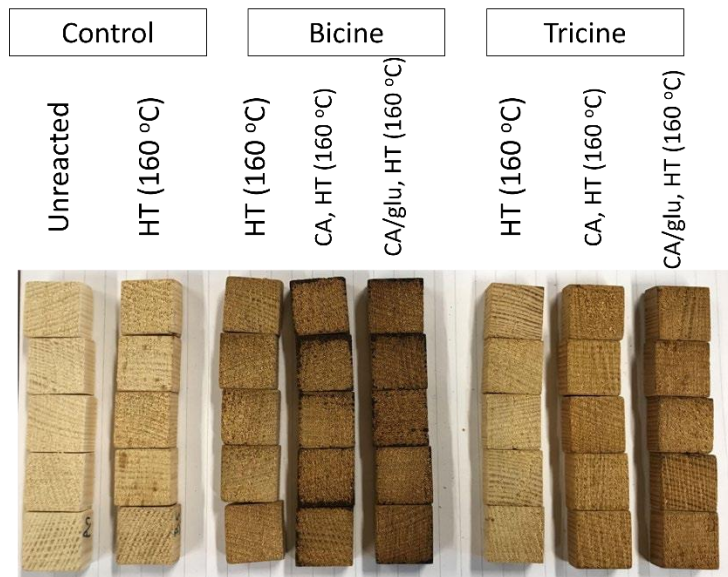 Control
Bicine
Tricine
Unreacted
HT (160 °C)
HT (160 °C)
CA, HT (160 °C)
CA/glu, HT (160 °C)
HT (160 °C)
CA, HT (160 °C)
CA/glu, HT (160 °C)